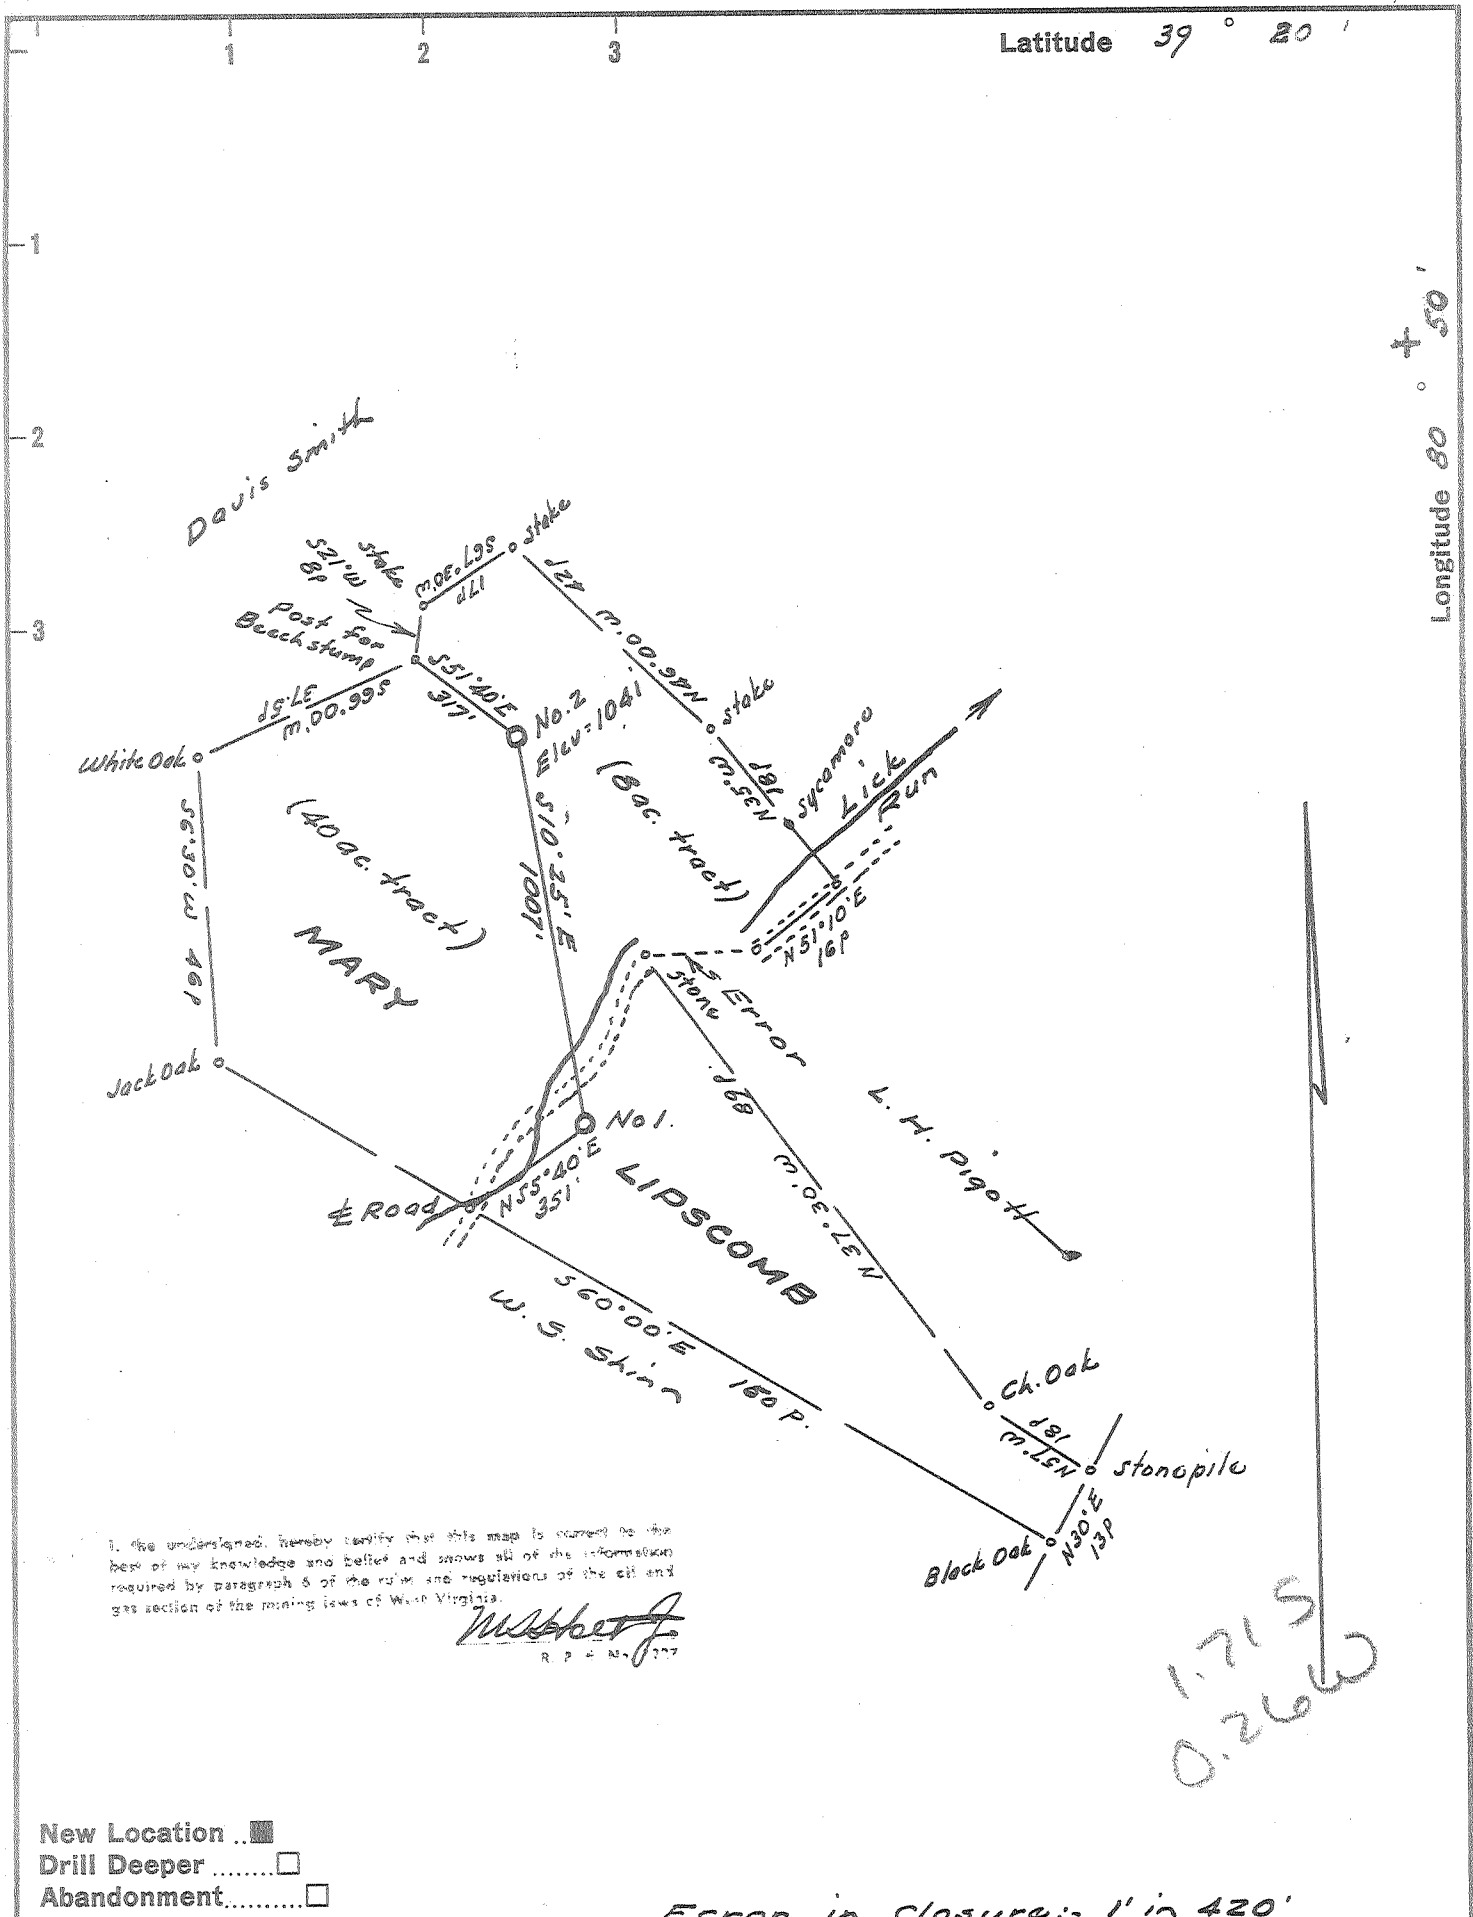 1 2 3
Latitude 39 ° 20 '
1
2
3
Longitude 80 ° + 50 '
Davis Smith
stake
S67°30'W
17P
stake
S21°W
8P
Post for
Beech stump
42P
N46°00'W
S66°00'W
37.5P
S51°40'E
317'
No. 2
Elev = 1041'
stake
N35°W
18P
Sycamore
Lick
Run
White Oak
(8 ac. tract)
(40 ac. tract)
S10°25'E
1007'
S6°30'W 46P
MARY
N51°10'E
16P
stone
Error
Jack Oak
89P.
N37°30'W
L. H. Pigott
No 1.
N55°40'E
351'
℄ Road
LIPSCOMB
S60°00'E
160 P.
W. S. Shinn
Ch. Oak
18P
N57°W
Stonepile
N30°E
13P
Black Oak
I, the undersigned, hereby certify that this map is correct to the
best of my knowledge and belief and shows all of the information
required by paragraph 6 of the rules and regulations of the oil and
gas section of the mining laws of West Virginia.
1.71 S
0.26 W
New Location ..
Drill Deeper ........
Abandonment..........
Error in Closure:- 1' in 420'